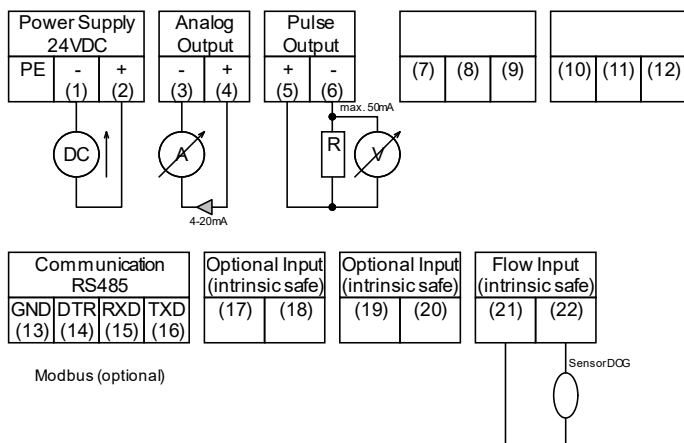 Power Supply
24VDC
PE
-
(1)
+
(2)
DC
Analog
Output
-
(3)
+
(4)
A
4-20mA
Pulse
Output
+
(5)
-
(6)
max. 50mA
R
V
(7) (8) (9)
(10) (11) (12)
Communication
RS485
GND DTR RXD TXD
(13) (14) (15) (16)
Modbus (optional)
Optional Input
(intrinsic safe)
(17) (18)
Optional Input
(intrinsic safe)
(19) (20)
Flow Input
(intrinsic safe)
(21) (22)
Sensor DOG